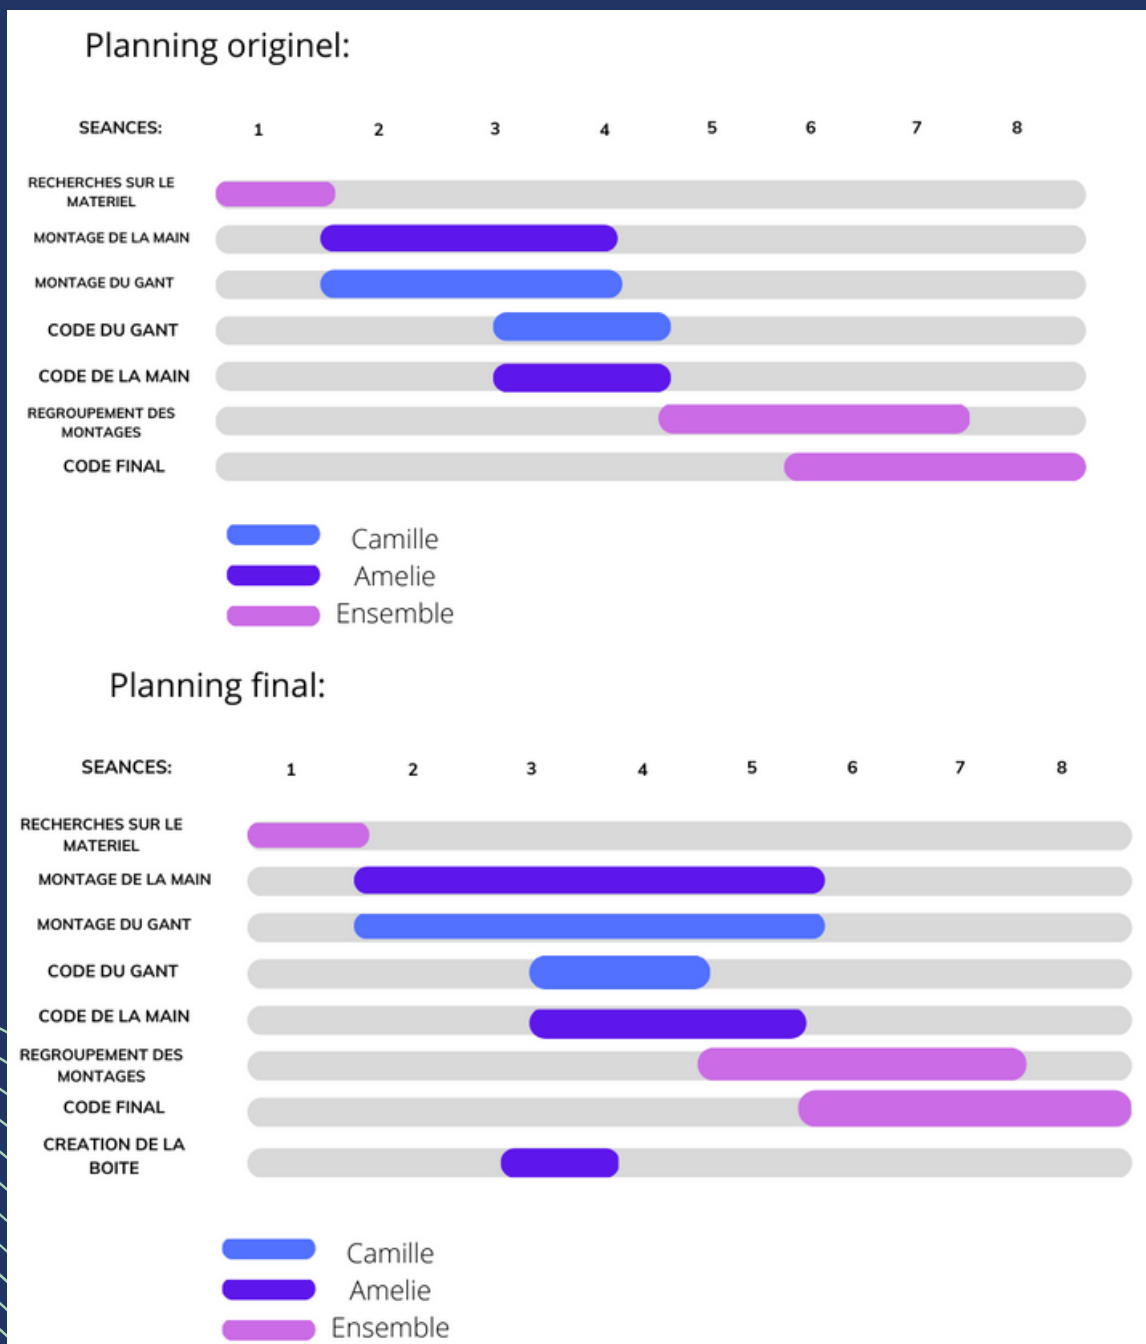 Planning originel:
SEANCES: 1 2 3 4 5 6 7 8
RECHERCHES SUR LE
MATERIEL
MONTAGE DE LA MAIN
MONTAGE DU GANT
CODE DU GANT
CODE DE LA MAIN
REGROUPEMENT DES
MONTAGES
CODE FINAL
Camille
Amelie
Ensemble
Planning final:
SEANCES: 1 2 3 4 5 6 7 8
RECHERCHES SUR LE
MATERIEL
MONTAGE DE LA MAIN
MONTAGE DU GANT
CODE DU GANT
CODE DE LA MAIN
REGROUPEMENT DES
MONTAGES
CODE FINAL
CREATION DE LA
BOITE
Camille
Amelie
Ensemble